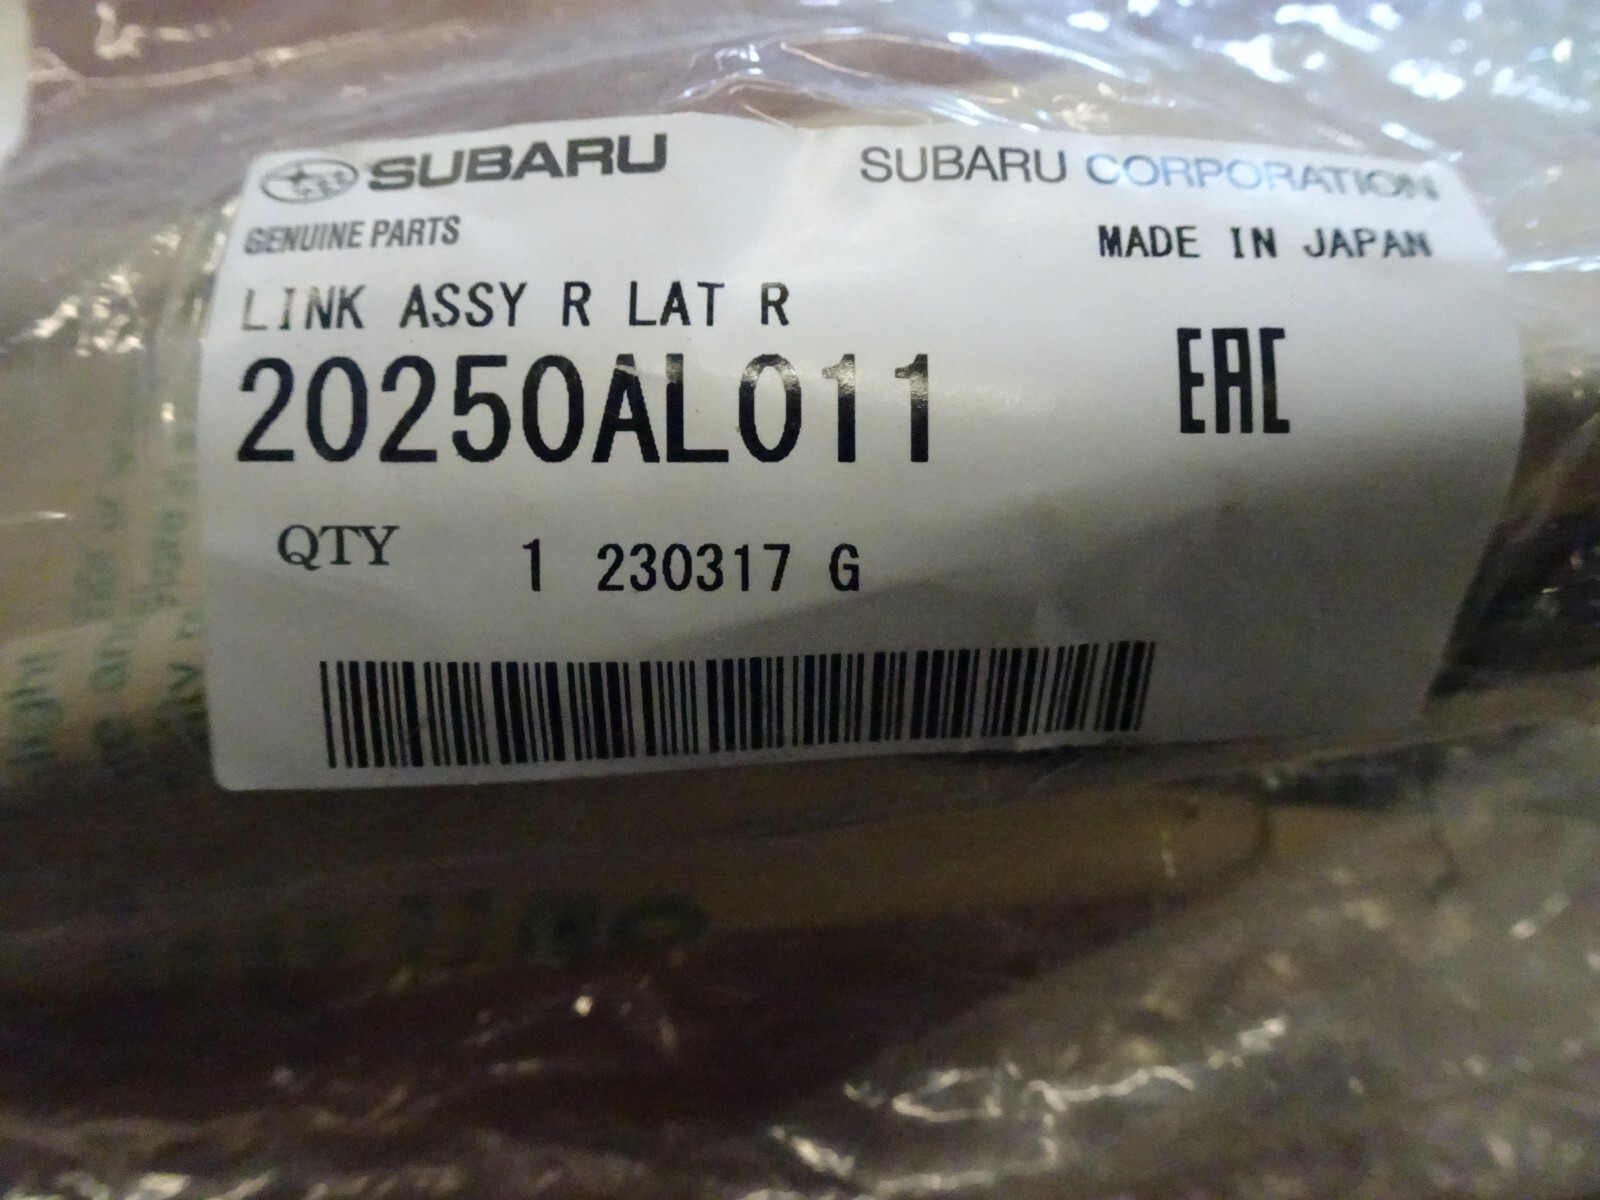 SUBARU
SUBARU CORPORATION
GENUINE PARTS
MADE IN JAPAN
LINK ASSY R LAT R
20250AL011
EAC
QTY 1 230317 G